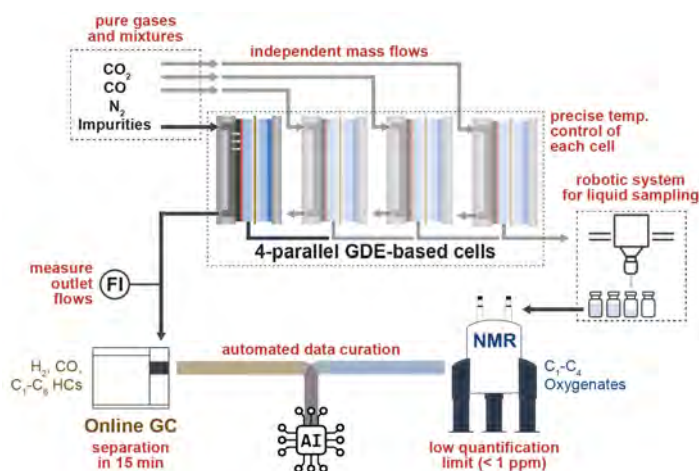 pure gases
and mixtures
CO₂
CO
N₂
Impurities
independent mass flows
precise temp.
control of
each cell
robotic system
for liquid sampling
4-parallel GDE-based cells
measure
outlet
flows
FI
H₂, CO,
C₁-C₆ HCs
Online GC
separation
in 15 min
automated data curation
AI
NMR
C₁-C₄
Oxygenates
low quantification
limit (< 1 ppm)